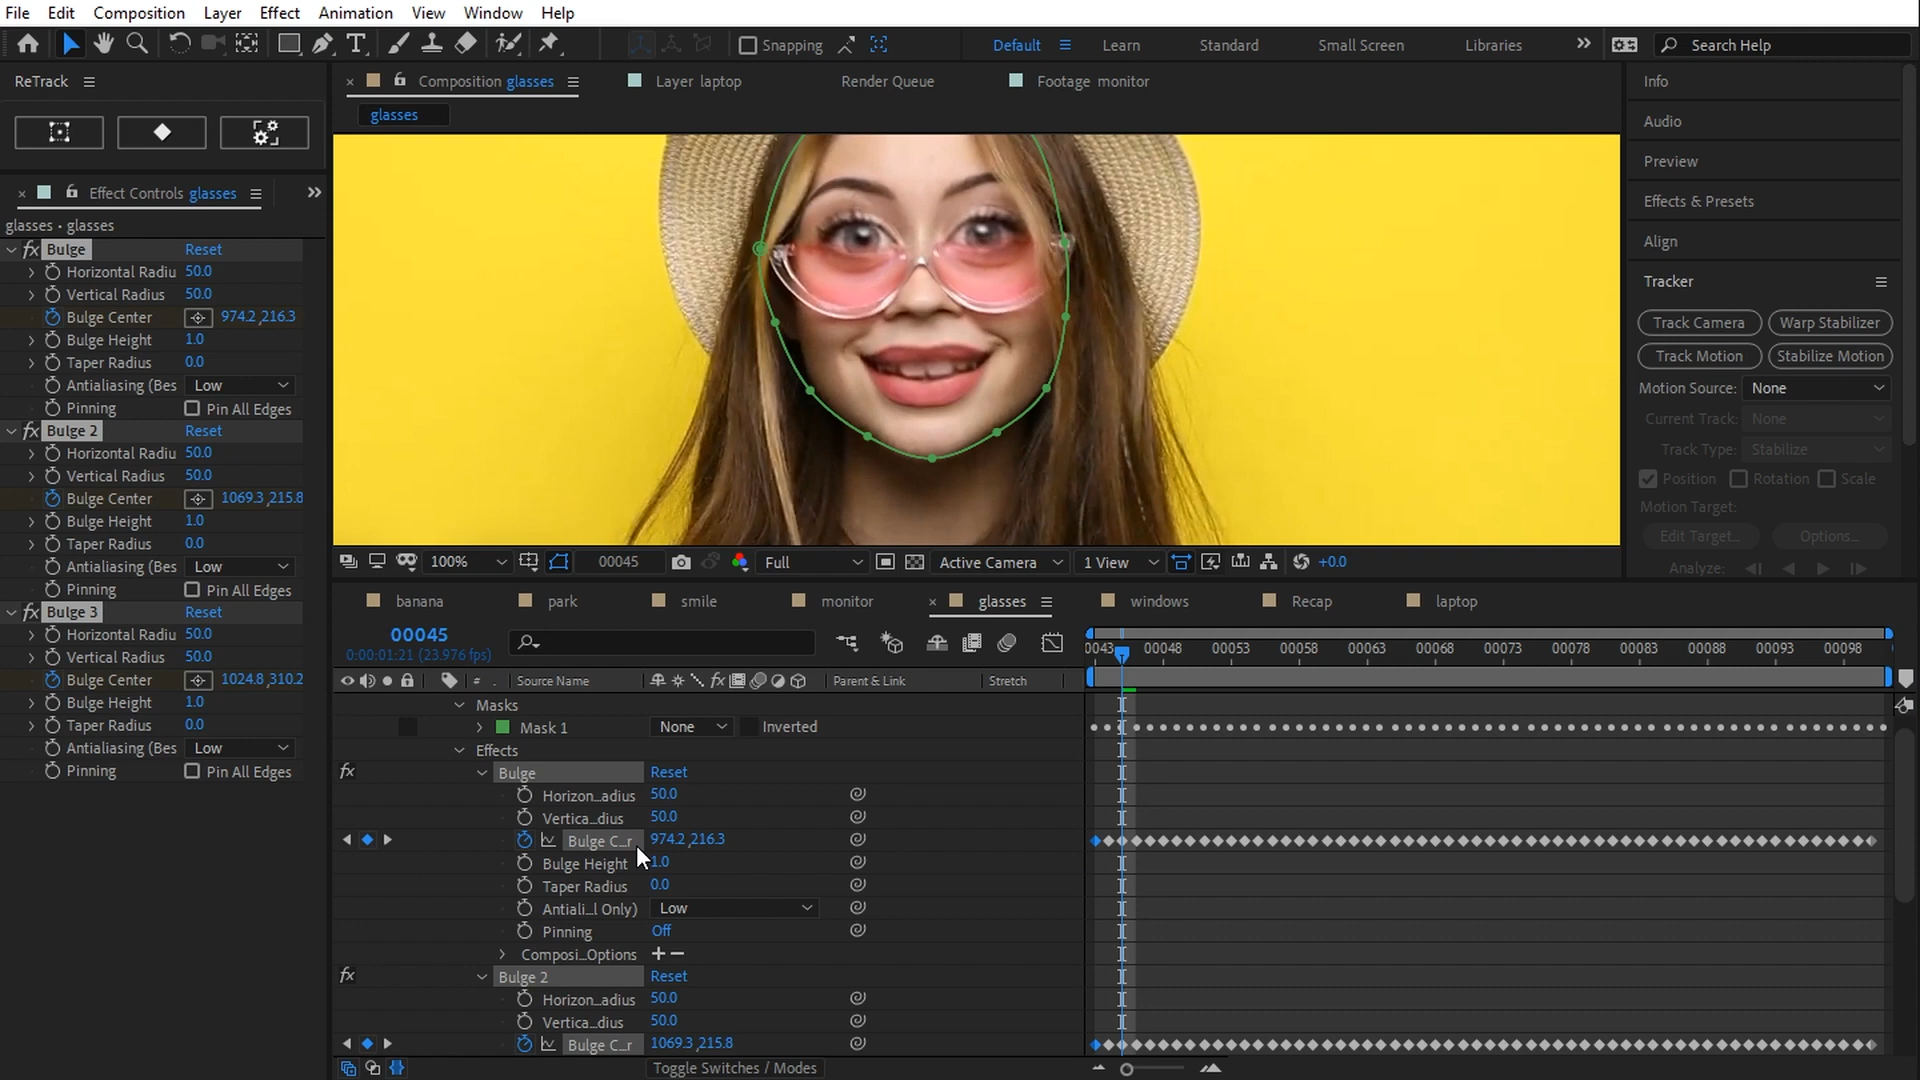 File Edit Composition Layer Effect Animation View Window Help
Snapping
Default Learn Standard Small Screen Libraries Search Help
ReTrack
Composition glasses Layer laptop Render Queue Footage monitor
glasses
Effect Controls glasses
glasses • glasses
fx Bulge Reset
Horizontal Radiu 50.0
Vertical Radius 50.0
Bulge Center 974.2,216.3
Bulge Height 1.0
Taper Radius 0.0
Antialiasing (Bes Low
Pinning Pin All Edges
fx Bulge 2 Reset
Horizontal Radiu 50.0
Vertical Radius 50.0
Bulge Center 1069.3,215.8
Bulge Height 1.0
Taper Radius 0.0
Antialiasing (Bes Low
Pinning Pin All Edges
fx Bulge 3 Reset
Horizontal Radiu 50.0
Vertical Radius 50.0
Bulge Center 1024.8,310.2
Bulge Height 1.0
Taper Radius 0.0
Antialiasing (Bes Low
Pinning Pin All Edges
100% 00045 Full Active Camera 1 View +0.0
Info
Audio
Preview
Effects & Presets
Align
Tracker
Track Camera Warp Stabilizer
Track Motion Stabilize Motion
Motion Source: None
Current Track: None
Track Type: Stabilize
Position Rotation Scale
Motion Target:
Edit Target... Options...
Analyze:
banana park smile monitor glasses windows Recap laptop
00045
0:00:01:21 (23.976 fps)
0043 00048 00053 00058 00063 00068 00073 00078 00083 00088 00093 00098
# . Source Name fx Parent & Link Stretch
Masks
Mask 1 None Inverted
Effects
fx Bulge Reset
Horizon...adius 50.0
Vertica...dius 50.0
Bulge C...r 974.2,216.3
Bulge Height 1.0
Taper Radius 0.0
Antiali...l Only) Low
Pinning Off
Composi...Options + −
fx Bulge 2 Reset
Horizon...adius 50.0
Vertica...dius 50.0
Bulge C...r 1069.3,215.8
Toggle Switches / Modes